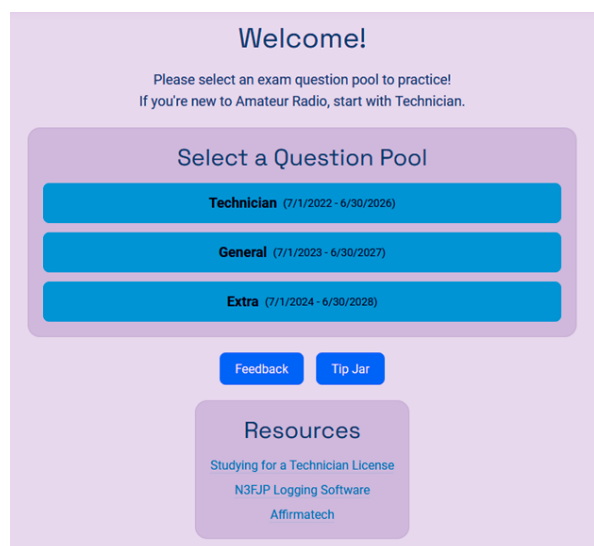 Welcome!
Please select an exam question pool to practice!
If you're new to Amateur Radio, start with Technician.
Select a Question Pool
Technician (7/1/2022 - 6/30/2026)
General (7/1/2023 - 6/30/2027)
Extra (7/1/2024 - 6/30/2028)
Feedback Tip Jar
Resources
Studying for a Technician License
N3FJP Logging Software
Affirmatech